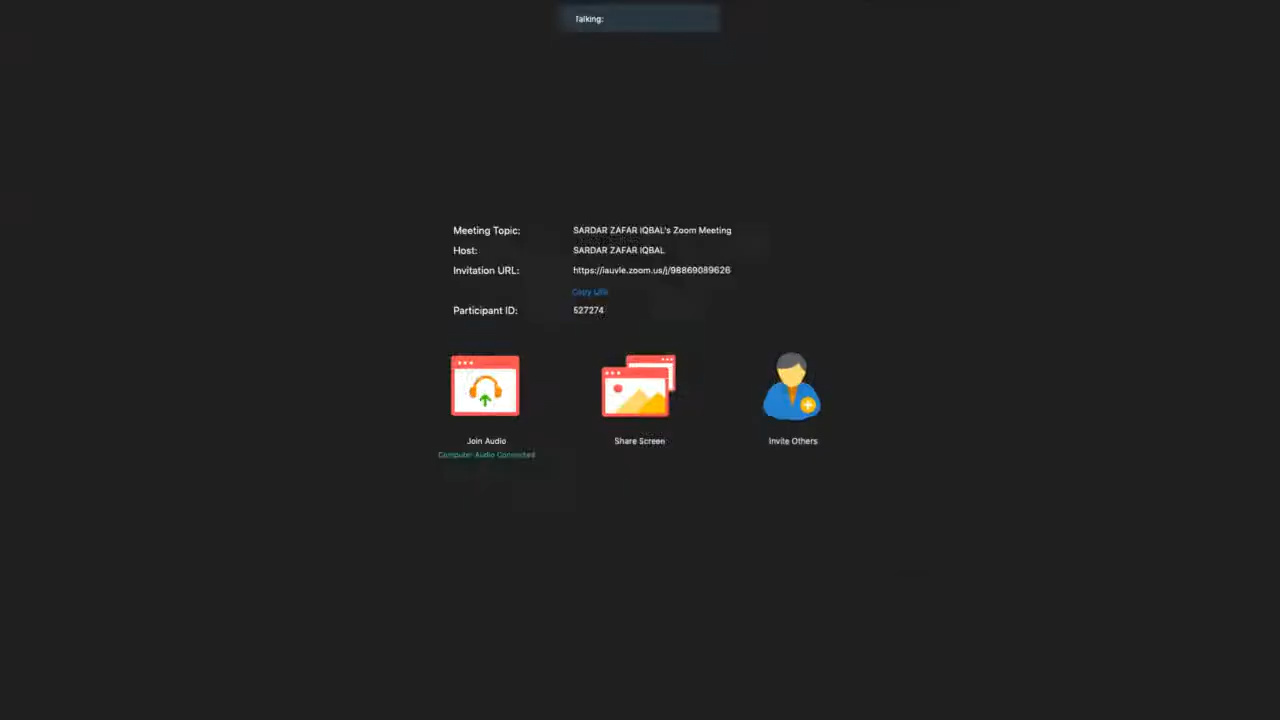 Talking:
Meeting Topic: SARDAR ZAFAR IQBAL's Zoom Meeting
Host: SARDAR ZAFAR IQBAL
Invitation URL: https://iauvle.zoom.us/j/98869089626
Copy URL
Participant ID: 527274
Join Audio Share Screen Invite Others
Computer Audio Connected